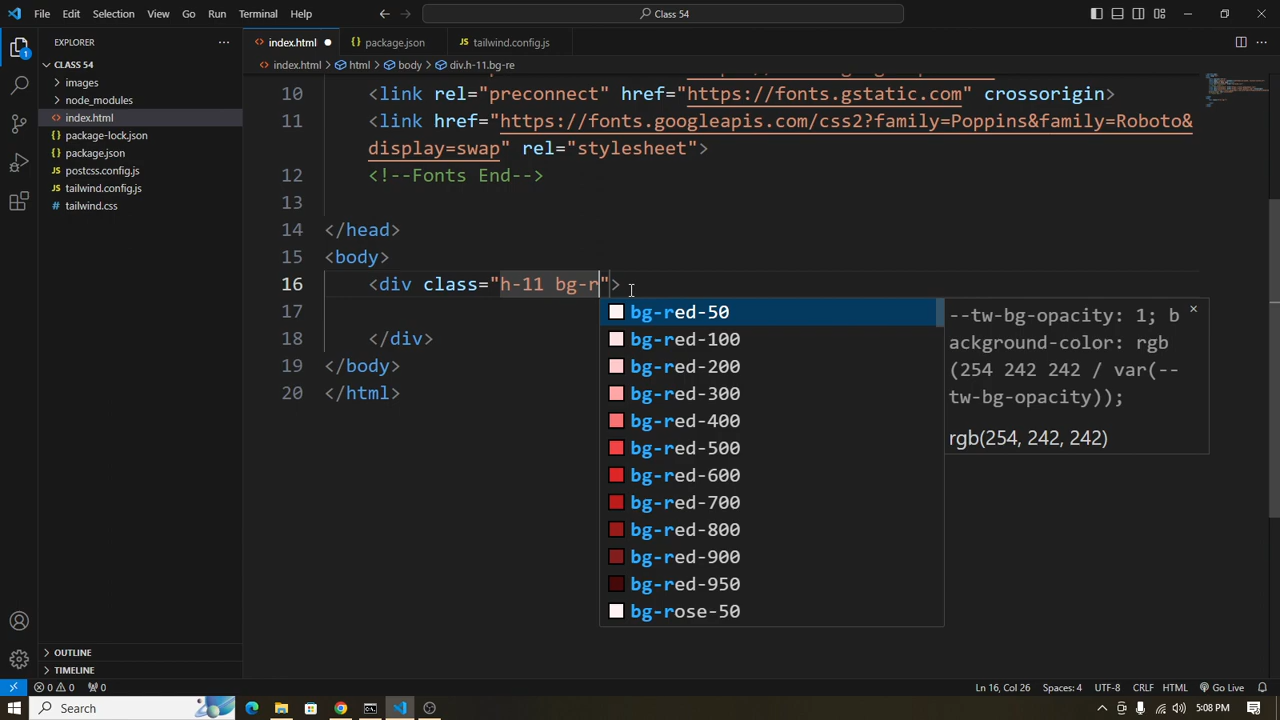 File Edit Selection View Go Run Terminal Help
Class 54
EXPLORER
index.html
package.json
tailwind.config.js
CLASS 54
index.html > html > body > div.h-11.bg-re
images
node_modules
index.html
package-lock.json
package.json
postcss.config.js
tailwind.config.js
tailwind.css
OUTLINE
TIMELINE
10 <link rel="preconnect" href="https://fonts.gstatic.com" crossorigin>
11 <link href="https://fonts.googleapis.com/css2?family=Poppins&family=Roboto&
display=swap" rel="stylesheet">
12 <!--Fonts End-->
13
14 </head>
15 <body>
16 <div class="h-11 bg-r">
17
18 </div>
19 </body>
20 </html>
bg-red-50
bg-red-100
bg-red-200
bg-red-300
bg-red-400
bg-red-500
bg-red-600
bg-red-700
bg-red-800
bg-red-900
bg-red-950
bg-rose-50
--tw-bg-opacity: 1; b
ackground-color: rgb
(254 242 242 / var(--
tw-bg-opacity));
rgb(254, 242, 242)
1
0 0 0
Ln 16, Col 26 Spaces: 4 UTF-8 CRLF HTML Go Live
Search
5:08 PM